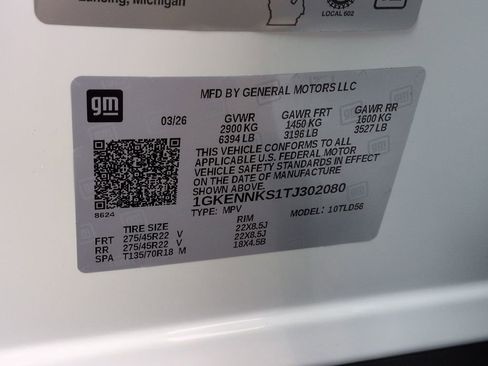 Lansing, Michigan
LOCAL 602
gm
MFD BY GENERAL MOTORS LLC
03/26 GVWR GAWR FRT GAWR RR
2900 KG 1450 KG 1600 KG
6394 LB 3196 LB 3527 LB
THIS VEHICLE CONFORMS TO ALL
APPLICABLE U.S. FEDERAL MOTOR
VEHICLE SAFETY STANDARDS IN EFFECT
ON THE DATE OF MANUFACTURE
SHOWN ABOVE.
1GKENNKS1TJ302080
8624
TYPE: MPV MODEL: 10TLD56
TIRE SIZE RIM
FRT 275/45R22 V 22X8.5J
RR 275/45R22 V 22X8.5J
SPA T135/70R18 M 18X4.5B